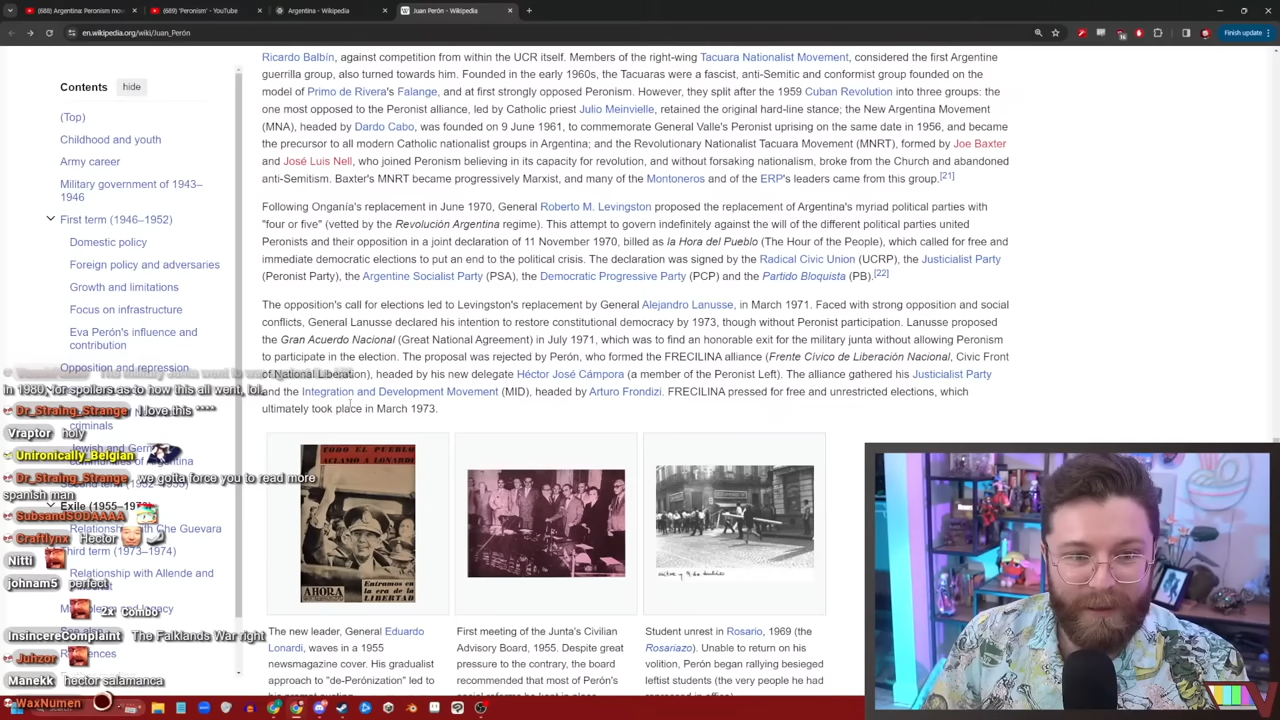 (688) Argentina: Peronism mov
(689) 'Peronism' - YouTube
Argentina - Wikipedia
Juan Perón - Wikipedia
en.wikipedia.org/wiki/Juan_Perón
Finish update
Contents
hide
(Top)
Childhood and youth
Army career
Military government of 1943–
1946
First term (1946–1952)
Domestic policy
Foreign policy and adversaries
Growth and limitations
Focus on infrastructure
Eva Perón's influence and
contribution
Opposition and repression
criminals
Exile (1955–
Relationship with Che Guevara
Third term (1973–1974)
Relationship with Allende and
Ricardo Balbín, against competition from within the UCR itself. Members of the right-wing Tacuara Nationalist Movement, considered the first Argentine
guerrilla group, also turned towards him. Founded in the early 1960s, the Tacuaras were a fascist, anti-Semitic and conformist group founded on the
model of Primo de Rivera's Falange, and at first strongly opposed Peronism. However, they split after the 1959 Cuban Revolution into three groups: the
one most opposed to the Peronist alliance, led by Catholic priest Julio Meinvielle, retained the original hard-line stance; the New Argentina Movement
(MNA), headed by Dardo Cabo, was founded on 9 June 1961, to commemorate General Valle's Peronist uprising on the same date in 1956, and became
the precursor to all modern Catholic nationalist groups in Argentina; and the Revolutionary Nationalist Tacuara Movement (MNRT), formed by Joe Baxter
and José Luis Nell, who joined Peronism believing in its capacity for revolution, and without forsaking nationalism, broke from the Church and abandoned
anti-Semitism. Baxter's MNRT became progressively Marxist, and many of the Montoneros and of the ERP's leaders came from this group.[21]
Following Onganía's replacement in June 1970, General Roberto M. Levingston proposed the replacement of Argentina's myriad political parties with
"four or five" (vetted by the Revolución Argentina regime). This attempt to govern indefinitely against the will of the different political parties united
Peronists and their opposition in a joint declaration of 11 November 1970, billed as la Hora del Pueblo (The Hour of the People), which called for free and
immediate democratic elections to put an end to the political crisis. The declaration was signed by the Radical Civic Union (UCRP), the Justicialist Party
(Peronist Party), the Argentine Socialist Party (PSA), the Democratic Progressive Party (PCP) and the Partido Bloquista (PB).[22]
The opposition's call for elections led to Levingston's replacement by General Alejandro Lanusse, in March 1971. Faced with strong opposition and social
conflicts, General Lanusse declared his intention to restore constitutional democracy by 1973, though without Peronist participation. Lanusse proposed
the Gran Acuerdo Nacional (Great National Agreement) in July 1971, which was to find an honorable exit for the military junta without allowing Peronism
to participate in the election. The proposal was rejected by Perón, who formed the FRECILINA alliance (Frente Cívico de Liberación Nacional, Civic Front
of National Liberation), headed by his new delegate Héctor José Cámpora (a member of the Peronist Left). The alliance gathered his Justicialist Party
and the Integration and Development Movement (MID), headed by Arturo Frondizi. FRECILINA pressed for free and unrestricted elections, which
ultimately took place in March 1973.
TODO EL PUEBLO
ACLAMO A LONARDI
AHORA
Entramos en
la era de la
LIBERTAD
The new leader, General Eduardo
Lonardi, waves in a 1955
newsmagazine cover. His gradualist
approach to "de-Perónization" led to
First meeting of the Junta's Civilian
Advisory Board, 1955. Despite great
pressure to the contrary, the board
recommended that most of Perón's
Student unrest in Rosario, 1969 (the
Rosariazo). Unable to return on his
volition, Perón began rallying besieged
leftist students (the very people he had
in 1980, for spoilers as to how this all went, lol.
Dr_Straing_Strange I love this ****
Vraptor holy
Unironically_Belgian
Dr_Straing_Strange we gotta force you to read more
spanish man
SubsandSODAAAA
Crafflynx Hector
Nitti
johnam5 perfect
2x Combo
InsincereComplaint The Falklands War right
Juhzor
Manekk hector salamanca
WaxNumen